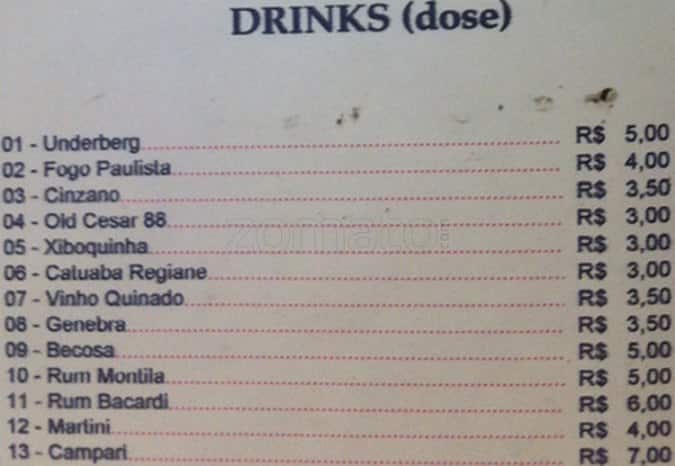 DRINKS (dose)
01 - Underberg R$ 5,00
02 - Fogo Paulista R$ 4,00
03 - Cinzano R$ 3,50
04 - Old Cesar 88 R$ 3,00
05 - Xiboquinha R$ 3,00
06 - Catuaba Regiane R$ 3,00
07 - Vinho Quinado R$ 3,50
08 - Genebra R$ 3,50
09 - Becosa R$ 5,00
10 - Rum Montila R$ 5,00
11 - Rum Bacardi R$ 6,00
12 - Martini R$ 4,00
13 - Campari R$ 7,00
zomato